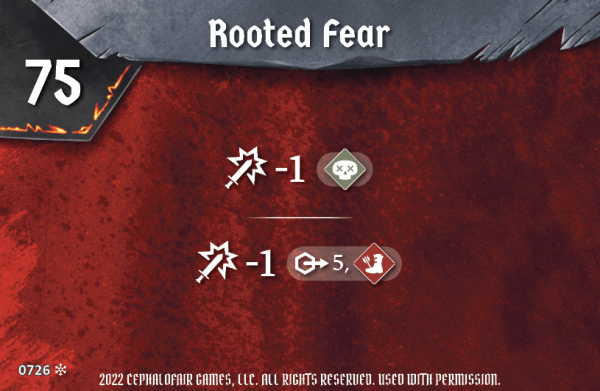 Rooted Fear
75
-1
-1 5,
0726
2022 CEPHALOFAIR GAMES, LLC. ALL RIGHTS RESERVED. USED WITH PERMISSION.